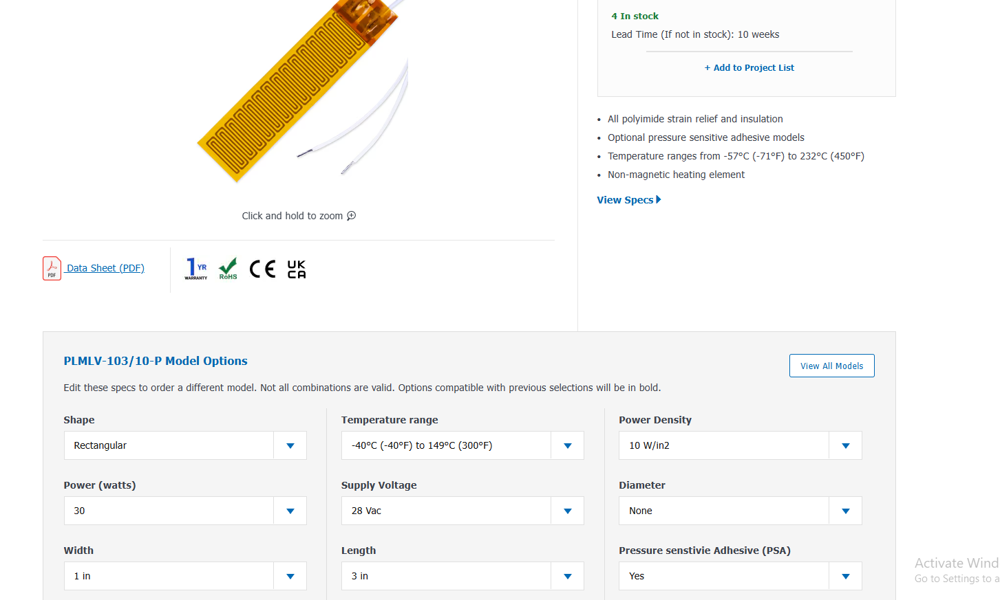 4 In stock
Lead Time (If not in stock): 10 weeks
+ Add to Project List
• All polyimide strain relief and insulation
• Optional pressure sensitive adhesive models
• Temperature ranges from -57°C (-71°F) to 232°C (450°F)
• Non-magnetic heating element
View Specs
Click and hold to zoom
PDF
Data Sheet (PDF)
1 YR
WARRANTY
RoHS
CE
UK
CA
PLMLV-103/10-P Model Options
View All Models
Edit these specs to order a different model. Not all combinations are valid. Options compatible with previous selections will be in bold.
Shape
Rectangular
Temperature range
-40°C (-40°F) to 149°C (300°F)
Power Density
10 W/in2
Power (watts)
30
Supply Voltage
28 Vac
Diameter
None
Width
1 in
Length
3 in
Pressure senstivie Adhesive (PSA)
Yes
Activate Wind
Go to Settings to a